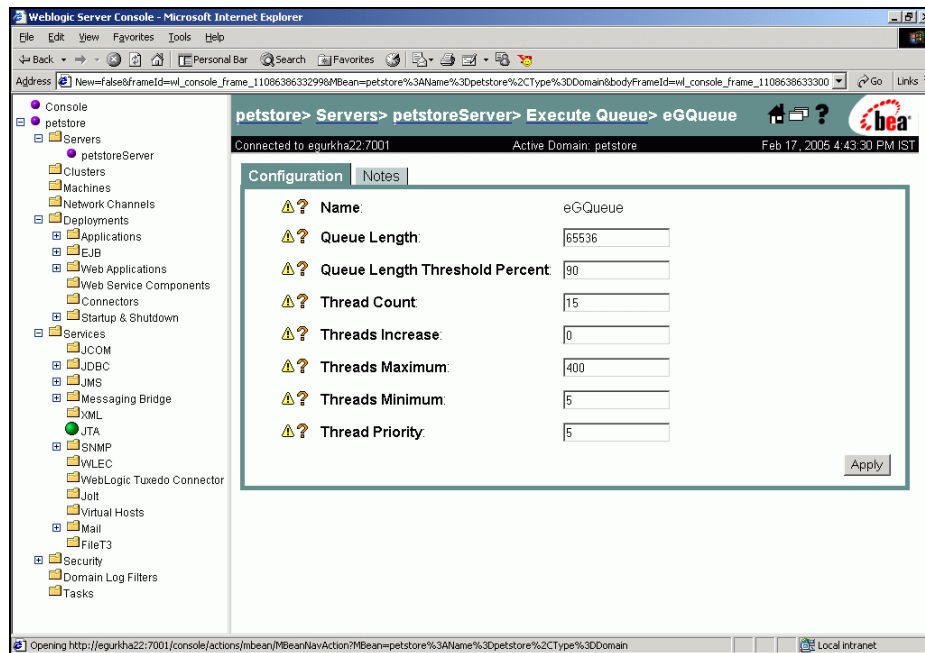 Weblogic Server Console - Microsoft Internet Explorer
File Edit View Favorites Tools Help
Back Personal Bar Search Favorites
Address New=false&frameId=wl_console_frame_1108638633299&MBean=petstore%3AName%3Dpetstore%2CType%3DDomain&bodyFrameId=wl_console_frame_1108638633300 Go Links
Console
petstore
Servers
petstoreServer
Clusters
Machines
Network Channels
Deployments
Applications
EJB
Web Applications
Web Service Components
Connectors
Startup & Shutdown
Services
JCOM
JDBC
JMS
Messaging Bridge
XML
JTA
SNMP
WLEC
WebLogic Tuxedo Connector
Jolt
Virtual Hosts
Mail
FileT3
Security
Domain Log Filters
Tasks
petstore> Servers> petstoreServer> Execute Queue> eGQueue ? bea
Connected to egurkha22:7001 Active Domain: petstore Feb 17, 2005 4:43:30 PM IST
Configuration Notes
? Name: eGQueue
? Queue Length: 65536
? Queue Length Threshold Percent: 90
? Thread Count: 15
? Threads Increase: 0
? Threads Maximum: 400
? Threads Minimum: 5
? Thread Priority: 5
Apply
Opening http://egurkha22:7001/console/actions/mbean/MBeanNavAction?MBean=petstore%3AName%3Dpetstore%2CType%3DDomain Local intranet